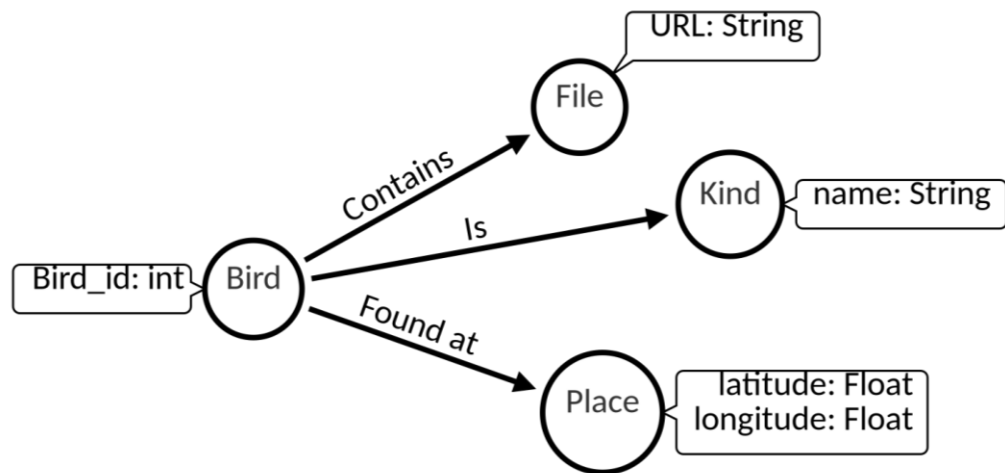 URL: String
File
Contains
Kind
name: String
Is
Bird_id: int
Bird
Found at
Place
latitude: Float
longitude: Float